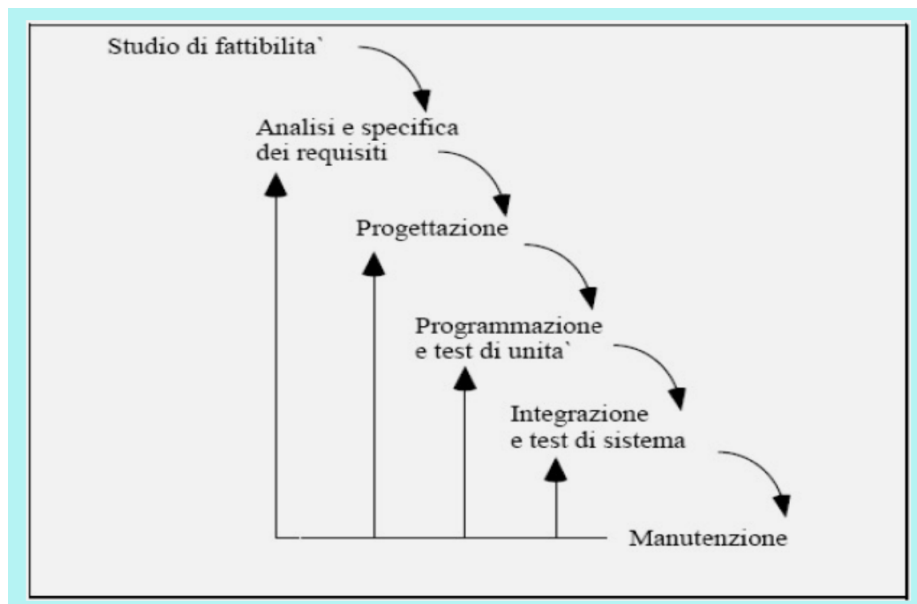 Studio di fattibilita`
Analisi e specifica
dei requisiti
Progettazione
Programmazione
e test di unita`
Integrazione
e test di sistema
Manutenzione